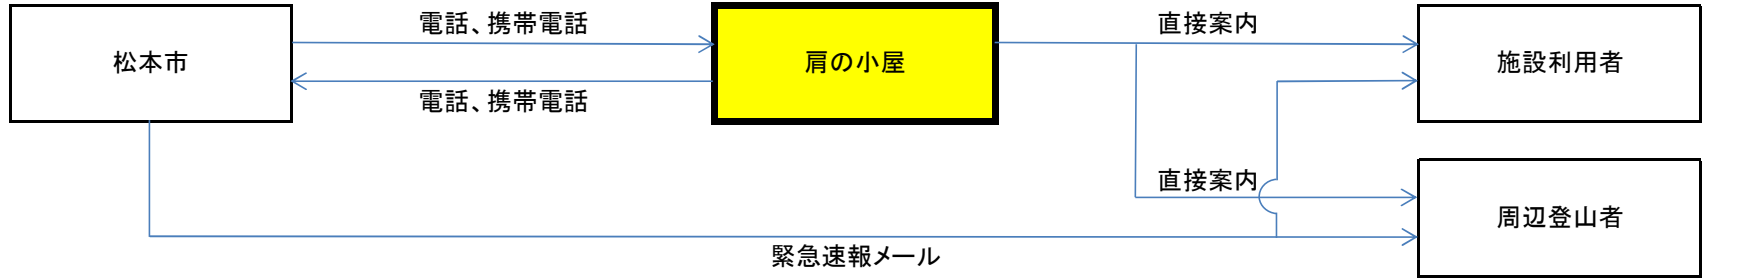 電話、携帯電話
直接案内
松本市
肩の小屋
施設利用者
電話、携帯電話
直接案内
周辺登山者
緊急速報メール